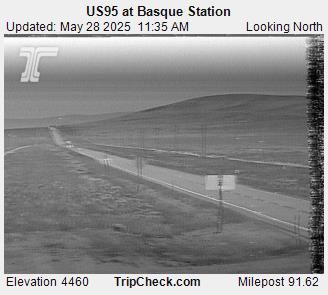 US95 at Basque Station
Updated: May 28 2025 11:35 AM
Looking North
Elevation 4460
TripCheck.com
Milepost 91.62